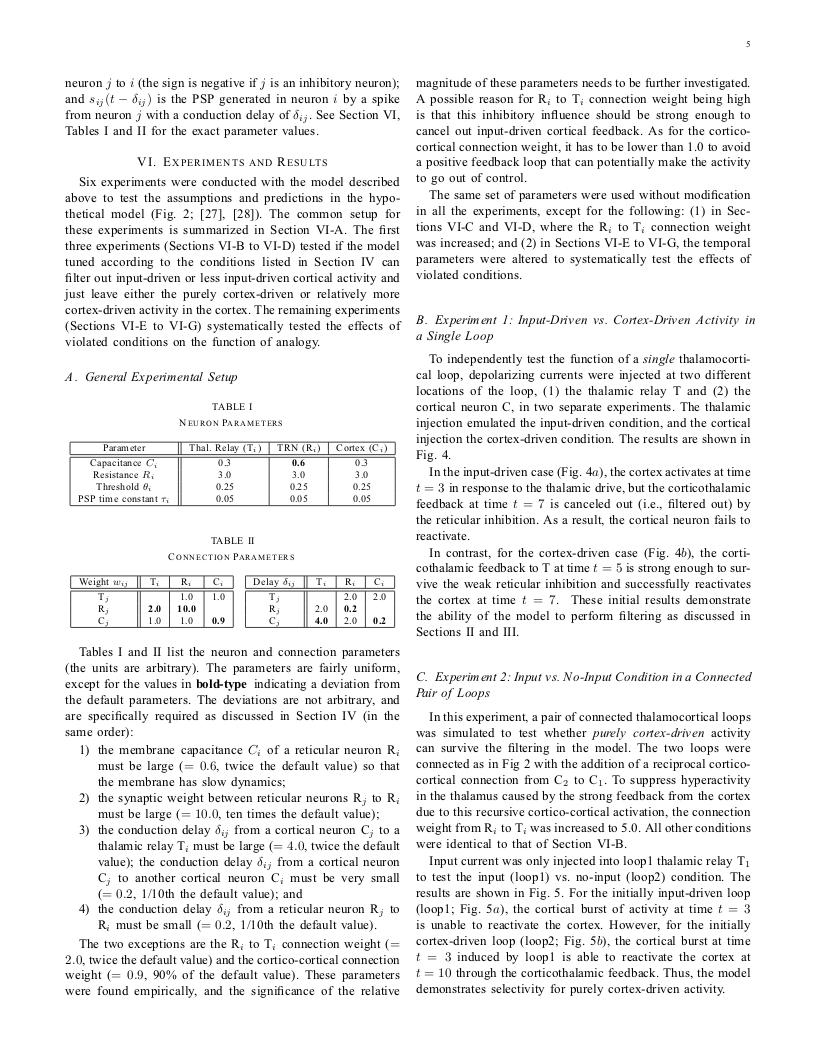 5
neuron j to i (the sign is negative if j is an inhibitory neuron);
and s_ij(t − δ_ij) is the PSP generated in neuron i by a spike
from neuron j with a conduction delay of δ_ij. See Section VI,
Tables I and II for the exact parameter values.
VI. EXPERIMENTS AND RESULTS
Six experiments were conducted with the model described
above to test the assumptions and predictions in the hypo-
thetical model (Fig. 2; [27], [28]). The common setup for
these experiments is summarized in Section VI-A. The first
three experiments (Sections VI-B to VI-D) tested if the model
tuned according to the conditions listed in Section IV can
filter out input-driven or less input-driven cortical activity and
just leave either the purely cortex-driven or relatively more
cortex-driven activity in the cortex. The remaining experiments
(Sections VI-E to VI-G) systematically tested the effects of
violated conditions on the function of analogy.
A. General Experimental Setup
TABLE I
NEURON PARAMETERS
Parameter Thal. Relay (T_i) TRN (R_i) Cortex (C_i)
Capacitance C_i 0.3 0.6 0.3
Resistance R_i 3.0 3.0 3.0
Threshold θ_i 0.25 0.25 0.25
PSP time constant τ_i 0.05 0.05 0.05
TABLE II
CONNECTION PARAMETERS
Weight w_ij T_i R_i C_i
T_j 1.0 1.0
R_j 2.0 10.0
C_j 1.0 1.0 0.9
Delay δ_ij T_i R_i C_i
T_j 2.0 2.0
R_j 2.0 0.2
C_j 4.0 2.0 0.2
Tables I and II list the neuron and connection parameters
(the units are arbitrary). The parameters are fairly uniform,
except for the values in bold-type indicating a deviation from
the default parameters. The deviations are not arbitrary, and
are specifically required as discussed in Section IV (in the
same order):
1) the membrane capacitance C_i of a reticular neuron R_i
must be large (= 0.6, twice the default value) so that
the membrane has slow dynamics;
2) the synaptic weight between reticular neurons R_j to R_i
must be large (= 10.0, ten times the default value);
3) the conduction delay δ_ij from a cortical neuron C_j to a
thalamic relay T_i must be large (= 4.0, twice the default
value); the conduction delay δ_ij from a cortical neuron
C_j to another cortical neuron C_i must be very small
(= 0.2, 1/10th the default value); and
4) the conduction delay δ_ij from a reticular neuron R_j to
R_i must be small (= 0.2, 1/10th the default value).
The two exceptions are the R_i to T_i connection weight (=
2.0, twice the default value) and the cortico-cortical connection
weight (= 0.9, 90% of the default value). These parameters
were found empirically, and the significance of the relative
magnitude of these parameters needs to be further investigated.
A possible reason for R_i to T_i connection weight being high
is that this inhibitory influence should be strong enough to
cancel out input-driven cortical feedback. As for the cortico-
cortical connection weight, it has to be lower than 1.0 to avoid
a positive feedback loop that can potentially make the activity
to go out of control.
The same set of parameters were used without modification
in all the experiments, except for the following: (1) in Sec-
tions VI-C and VI-D, where the R_i to T_i connection weight
was increased; and (2) in Sections VI-E to VI-G, the temporal
parameters were altered to systematically test the effects of
violated conditions.
B. Experiment 1: Input-Driven vs. Cortex-Driven Activity in
a Single Loop
To independently test the function of a single thalamocorti-
cal loop, depolarizing currents were injected at two different
locations of the loop, (1) the thalamic relay T and (2) the
cortical neuron C, in two separate experiments. The thalamic
injection emulated the input-driven condition, and the cortical
injection the cortex-driven condition. The results are shown in
Fig. 4.
In the input-driven case (Fig. 4a), the cortex activates at time
t = 3 in response to the thalamic drive, but the corticothalamic
feedback at time t = 7 is canceled out (i.e., filtered out) by
the reticular inhibition. As a result, the cortical neuron fails to
reactivate.
In contrast, for the cortex-driven case (Fig. 4b), the corti-
cothalamic feedback to T at time t = 5 is strong enough to sur-
vive the weak reticular inhibition and successfully reactivates
the cortex at time t = 7. These initial results demonstrate
the ability of the model to perform filtering as discussed in
Sections II and III.
C. Experiment 2: Input vs. No-Input Condition in a Connected
Pair of Loops
In this experiment, a pair of connected thalamocortical loops
was simulated to test whether purely cortex-driven activity
can survive the filtering in the model. The two loops were
connected as in Fig 2 with the addition of a reciprocal cortico-
cortical connection from C_2 to C_1. To suppress hyperactivity
in the thalamus caused by the strong feedback from the cortex
due to this recursive cortico-cortical activation, the connection
weight from R_i to T_i was increased to 5.0. All other conditions
were identical to that of Section VI-B.
Input current was only injected into loop1 thalamic relay T_1
to test the input (loop1) vs. no-input (loop2) condition. The
results are shown in Fig. 5. For the initially input-driven loop
(loop1; Fig. 5a), the cortical burst of activity at time t = 3
is unable to reactivate the cortex. However, for the initially
cortex-driven loop (loop2; Fig. 5b), the cortical burst at time
t = 3 induced by loop1 is able to reactivate the cortex at
t = 10 through the corticothalamic feedback. Thus, the model
demonstrates selectivity for purely cortex-driven activity.